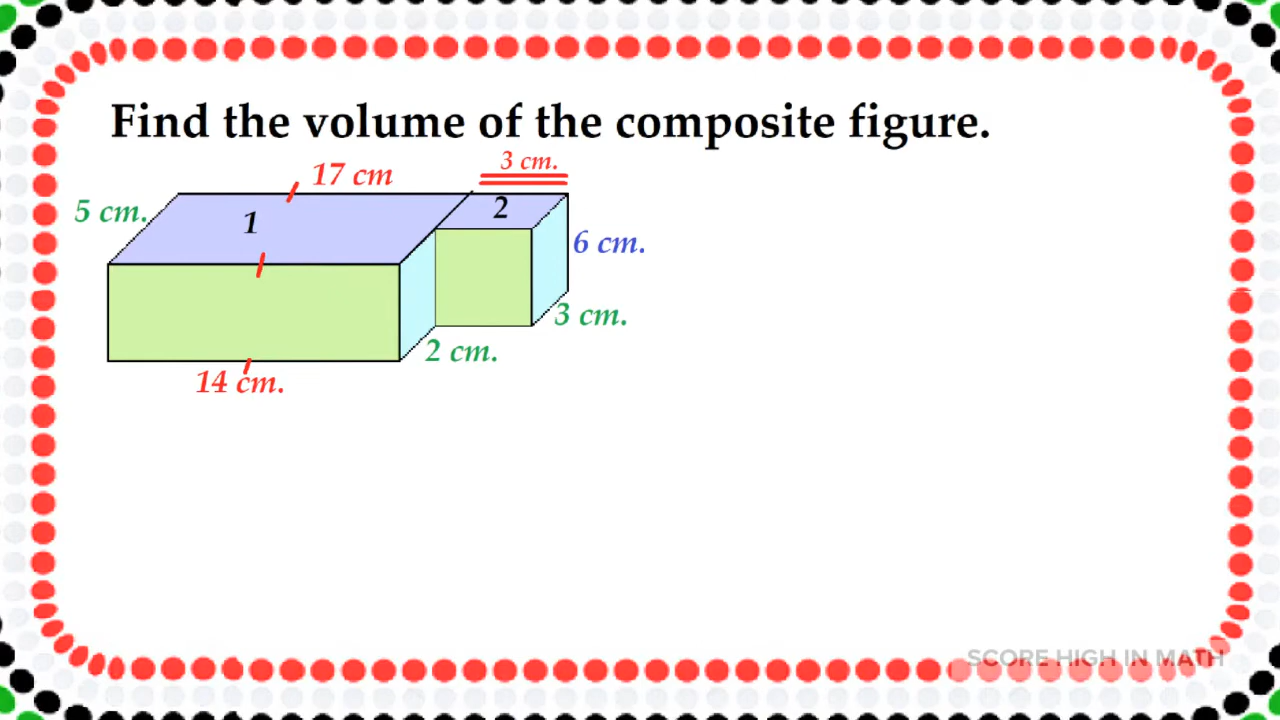 Find the volume of the composite figure.
3 cm.
17 cm
5 cm.
1
2
6 cm.
3 cm.
2 cm.
14 cm.
SCORE HIGH IN MATH